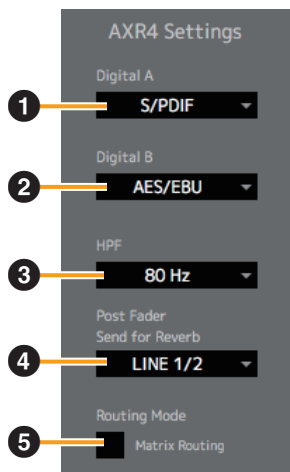 AXR4 Settings
Digital A
1 S/PDIF
Digital B
2 AES/EBU
HPF
3 80 Hz
Post Fader
Send for Reverb
4 LINE 1/2
Routing Mode
5 Matrix Routing